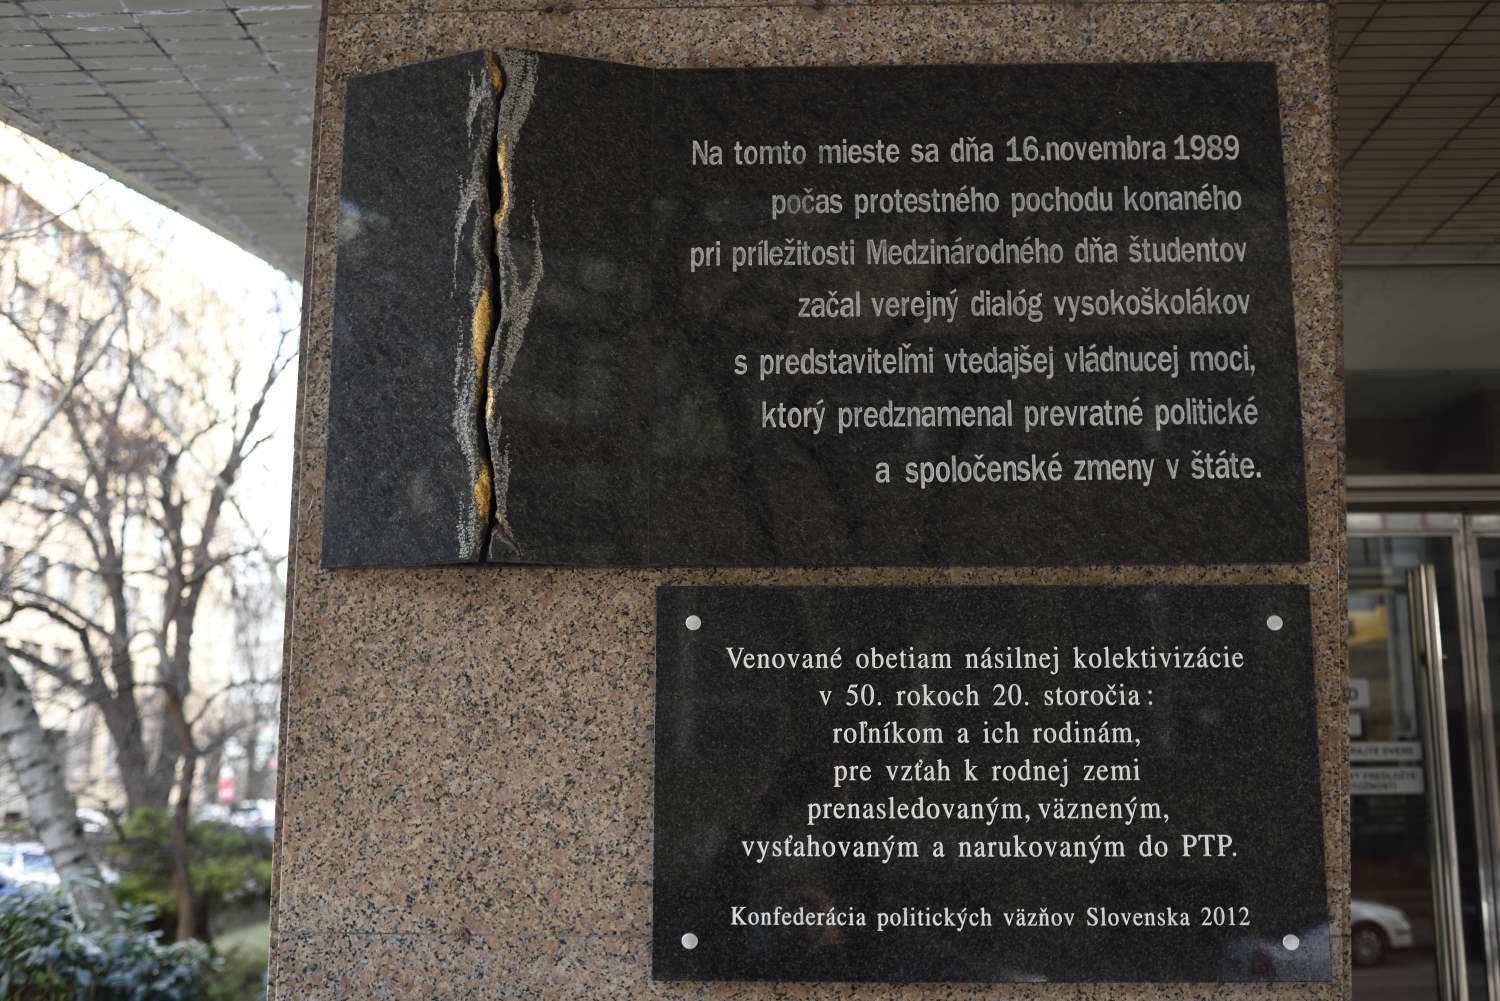 Na tomto mieste sa dňa 16.novembra 1989
počas protestného pochodu konaného
pri príležitosti Medzinárodného dňa študentov
začal verejný dialóg vysokoškolákov
s predstaviteľmi vtedajšej vládnucej moci,
ktorý predznamenal prevratné politické
a spoločenské zmeny v štáte.
Venované obetiam násilnej kolektivizácie
v 50. rokoch 20. storočia:
roľníkom a ich rodinám,
pre vzťah k rodnej zemi
prenasledovaným, väzneným,
vysťahovaným a narukovaným do PTP.
Konfederácia politických väzňov Slovenska 2012